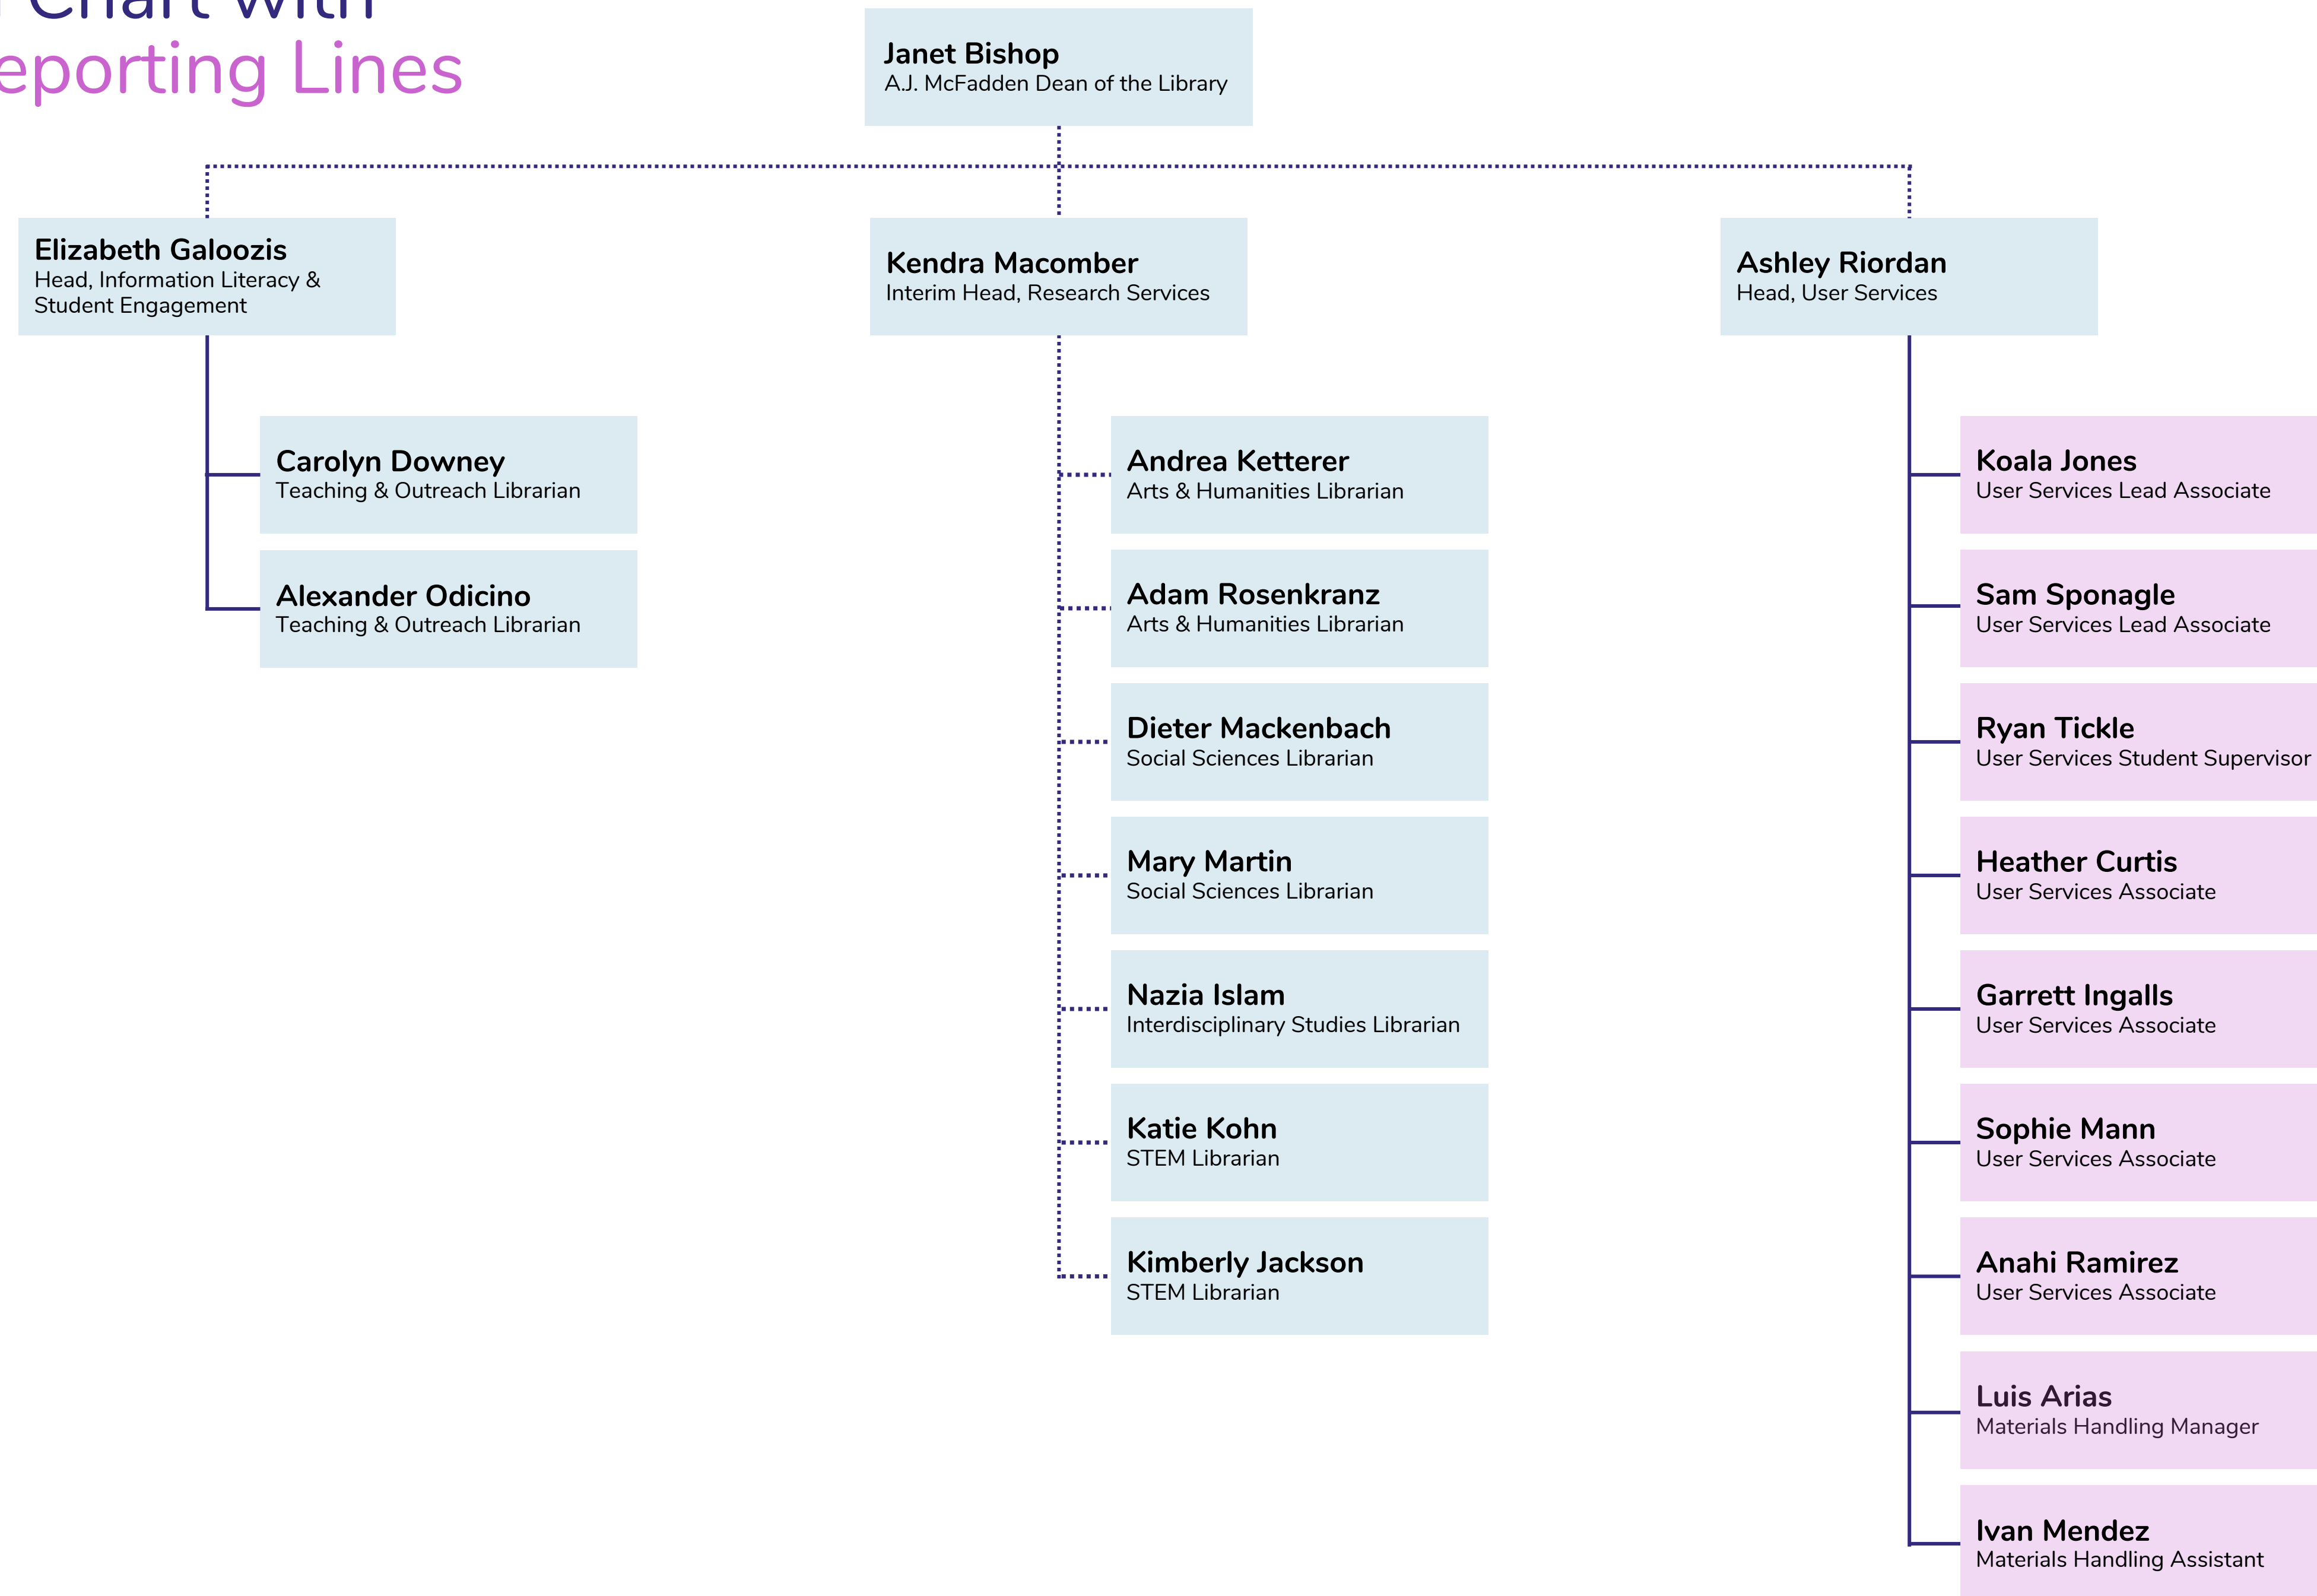 Chart with
eporting Lines
Janet Bishop
A.J. McFadden Dean of the Library
Elizabeth Galoozis
Head, Information Literacy &
Student Engagement
Carolyn Downey
Teaching & Outreach Librarian
Alexander Odicino
Teaching & Outreach Librarian
Kendra Macomber
Interim Head, Research Services
Andrea Ketterer
Arts & Humanities Librarian
Adam Rosenkranz
Arts & Humanities Librarian
Dieter Mackenbach
Social Sciences Librarian
Mary Martin
Social Sciences Librarian
Nazia Islam
Interdisciplinary Studies Librarian
Katie Kohn
STEM Librarian
Kimberly Jackson
STEM Librarian
Ashley Riordan
Head, User Services
Koala Jones
User Services Lead Associate
Sam Sponagle
User Services Lead Associate
Ryan Tickle
User Services Student Supervisor
Heather Curtis
User Services Associate
Garrett Ingalls
User Services Associate
Sophie Mann
User Services Associate
Anahi Ramirez
User Services Associate
Luis Arias
Materials Handling Manager
Ivan Mendez
Materials Handling Assistant